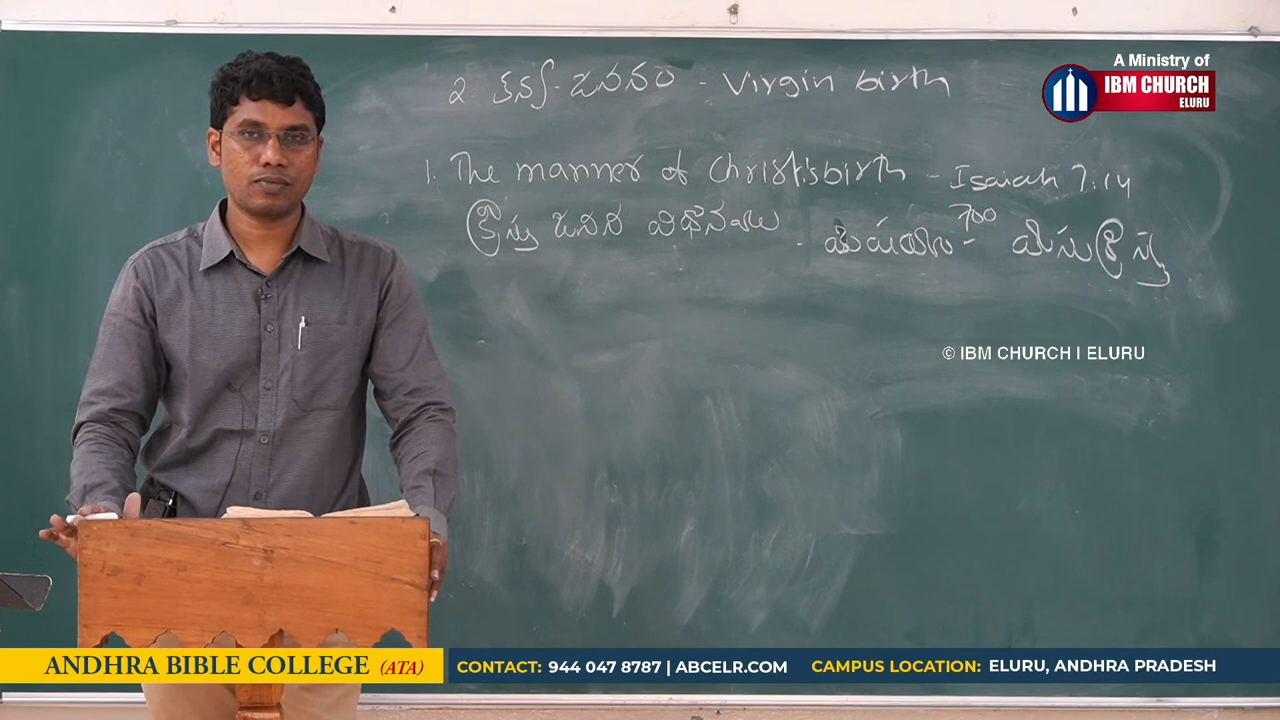 A Ministry of
IBM CHURCH
ELURU
2 కన్య-జననం - Virgin birth
1. The manner of Christ'sbirth - Isaiah 7:14
క్రీస్తు జనన విధానములు - యెషయా - 700 యేసుక్రీస్తు
© IBM CHURCH I ELURU
ANDHRA BIBLE COLLEGE (ATA)
CONTACT: 944 047 8787 | ABCELR.COM CAMPUS LOCATION: ELURU, ANDHRA PRADESH